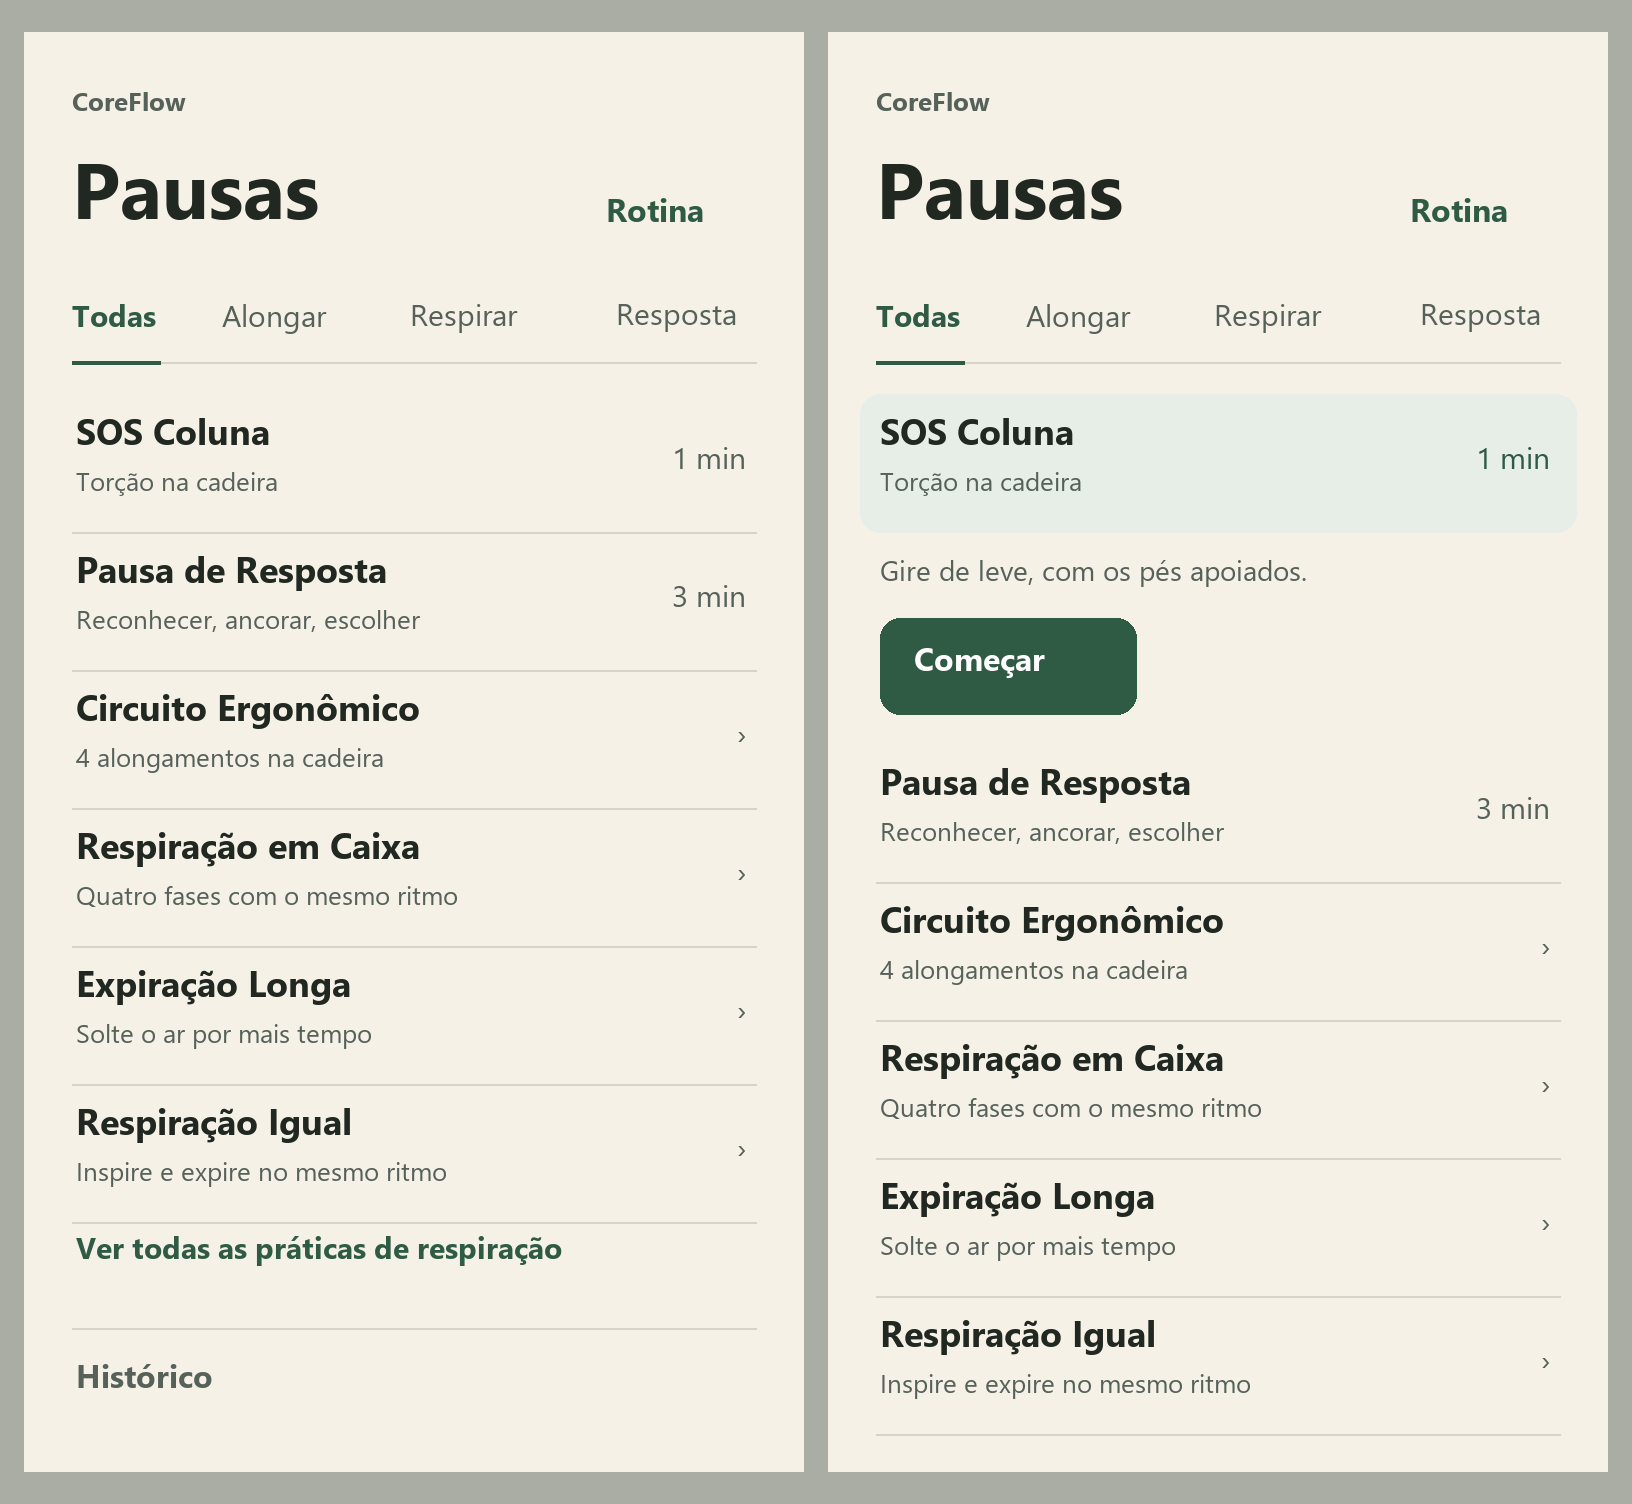 CoreFlow
Pausas
Rotina
Todas Alongar Respirar Resposta
SOS Coluna
Torção na cadeira
1 min
Pausa de Resposta
Reconhecer, ancorar, escolher
3 min
Circuito Ergonômico
4 alongamentos na cadeira
›
Respiração em Caixa
Quatro fases com o mesmo ritmo
›
Expiração Longa
Solte o ar por mais tempo
›
Respiração Igual
Inspire e expire no mesmo ritmo
›
Ver todas as práticas de respiração
Histórico
CoreFlow
Pausas
Rotina
Todas Alongar Respirar Resposta
SOS Coluna
Torção na cadeira
1 min
Gire de leve, com os pés apoiados.
Começar
Pausa de Resposta
Reconhecer, ancorar, escolher
3 min
Circuito Ergonômico
4 alongamentos na cadeira
›
Respiração em Caixa
Quatro fases com o mesmo ritmo
›
Expiração Longa
Solte o ar por mais tempo
›
Respiração Igual
Inspire e expire no mesmo ritmo
›